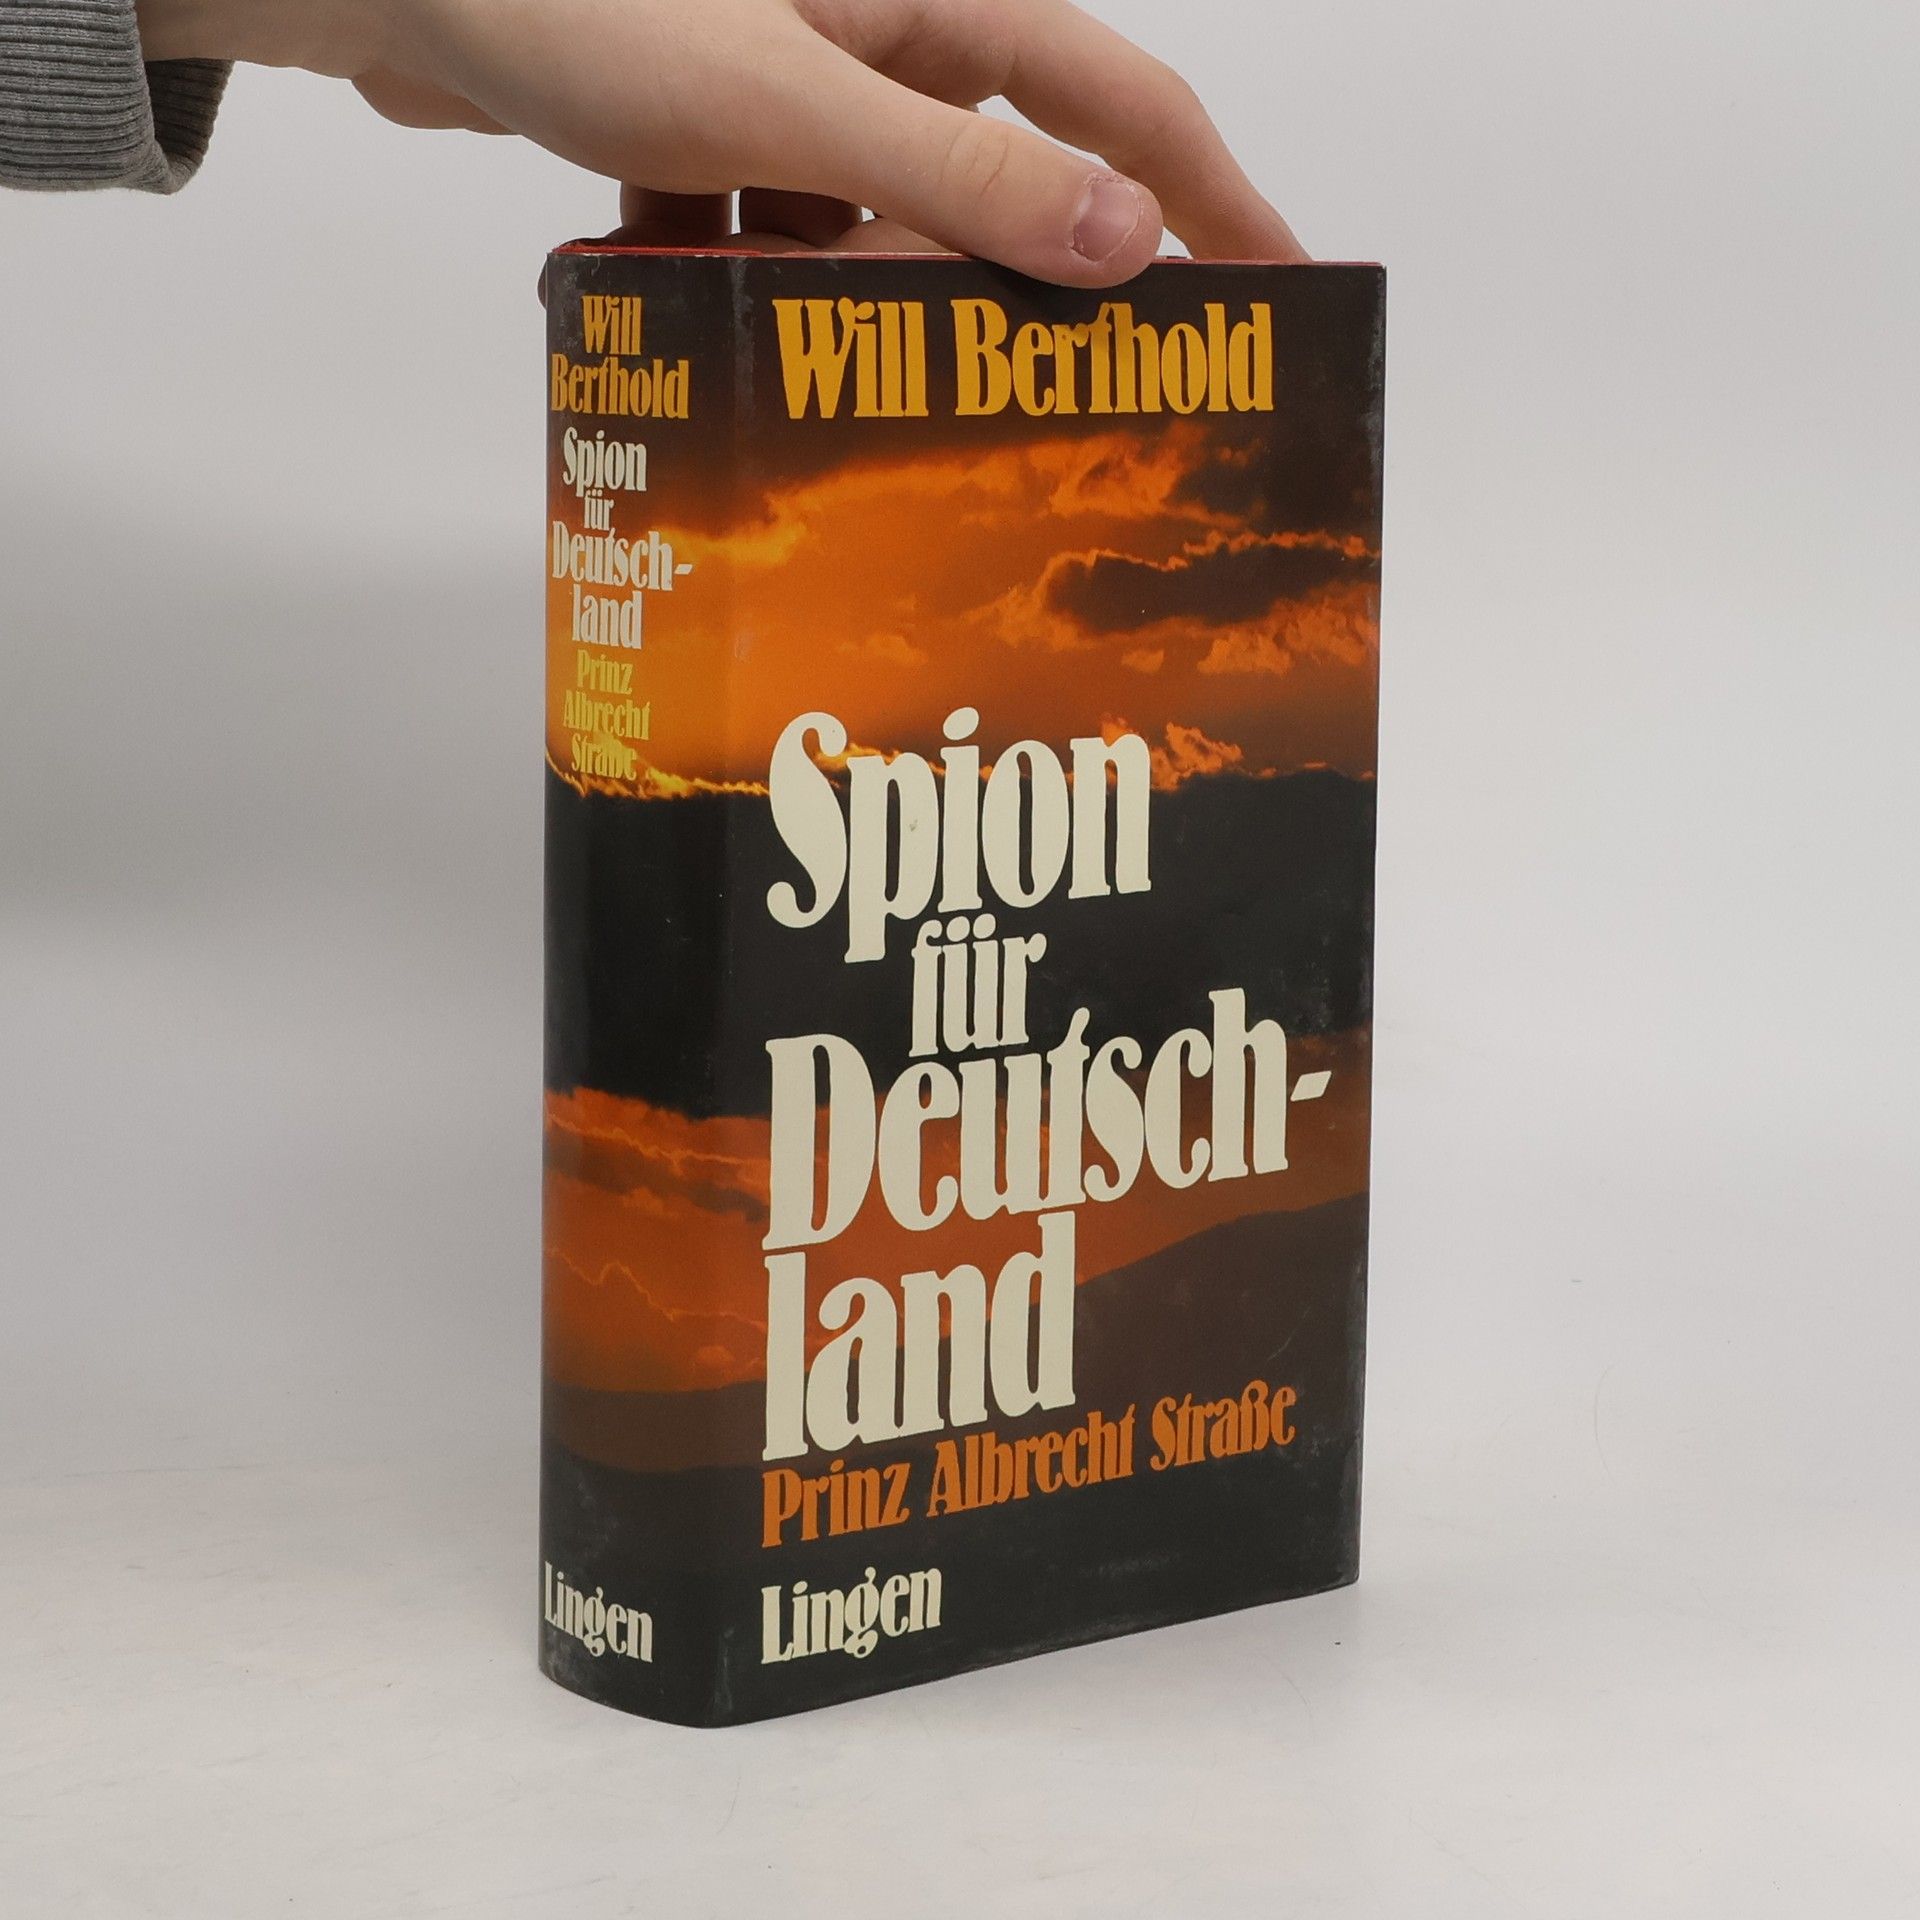 Will
Berthold
Spion
für
Deutsch-
land
Prinz
Albrecht
Straße
Lingen
Will Berthold
Spion
für
Deutsch-
land
Prinz Albrecht Straße
Lingen